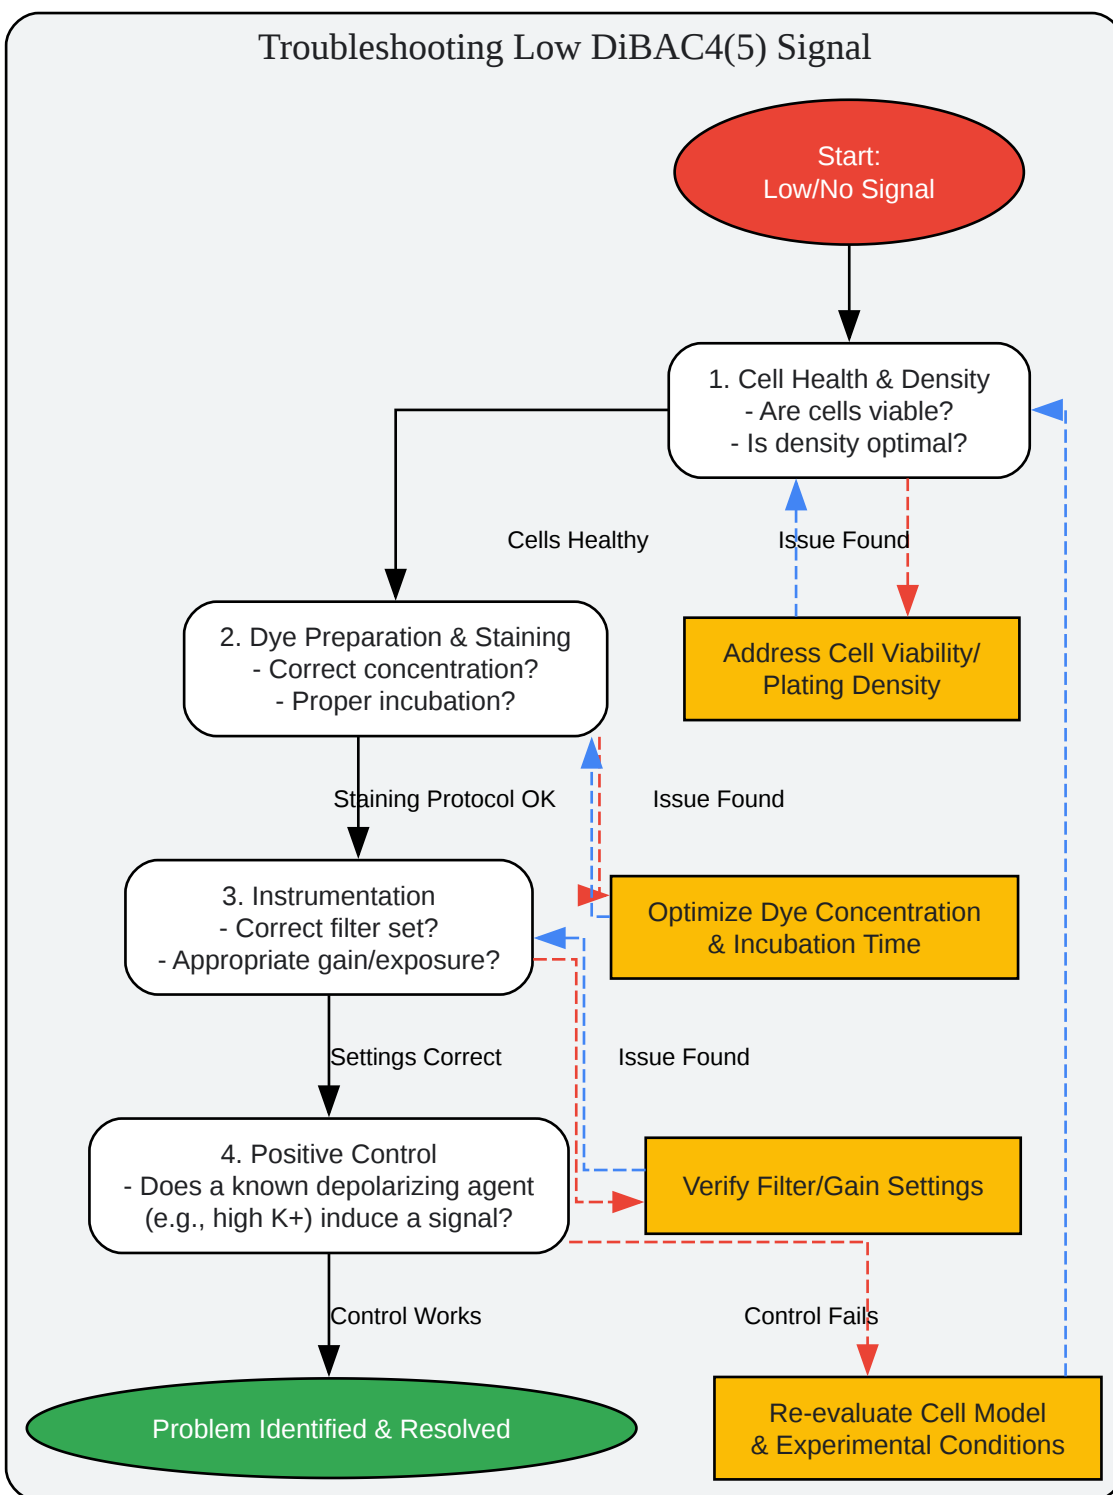 Troubleshooting Low DiBAC4(5) Signal
Start:
Low/No Signal
1. Cell Health & Density
- Are cells viable?
- Is density optimal?
Cells Healthy
Issue Found
2. Dye Preparation & Staining
- Correct concentration?
- Proper incubation?
Address Cell Viability/
Plating Density
Staining Protocol OK
Issue Found
3. Instrumentation
- Correct filter set?
- Appropriate gain/exposure?
Optimize Dye Concentration
& Incubation Time
Settings Correct
Issue Found
4. Positive Control
- Does a known depolarizing agent
(e.g., high K+) induce a signal?
Verify Filter/Gain Settings
Control Works
Control Fails
Problem Identified & Resolved
Re-evaluate Cell Model
& Experimental Conditions